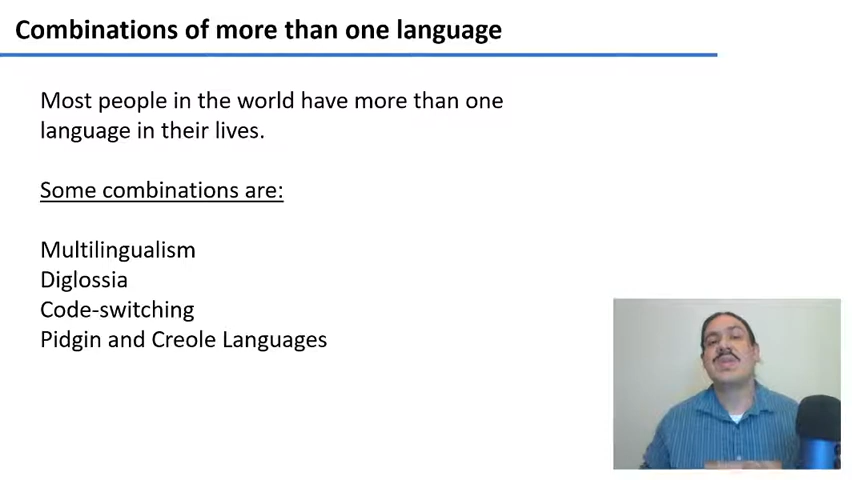 Combinations of more than one language
Most people in the world have more than one
language in their lives.
Some combinations are:
Multilingualism
Diglossia
Code-switching
Pidgin and Creole Languages